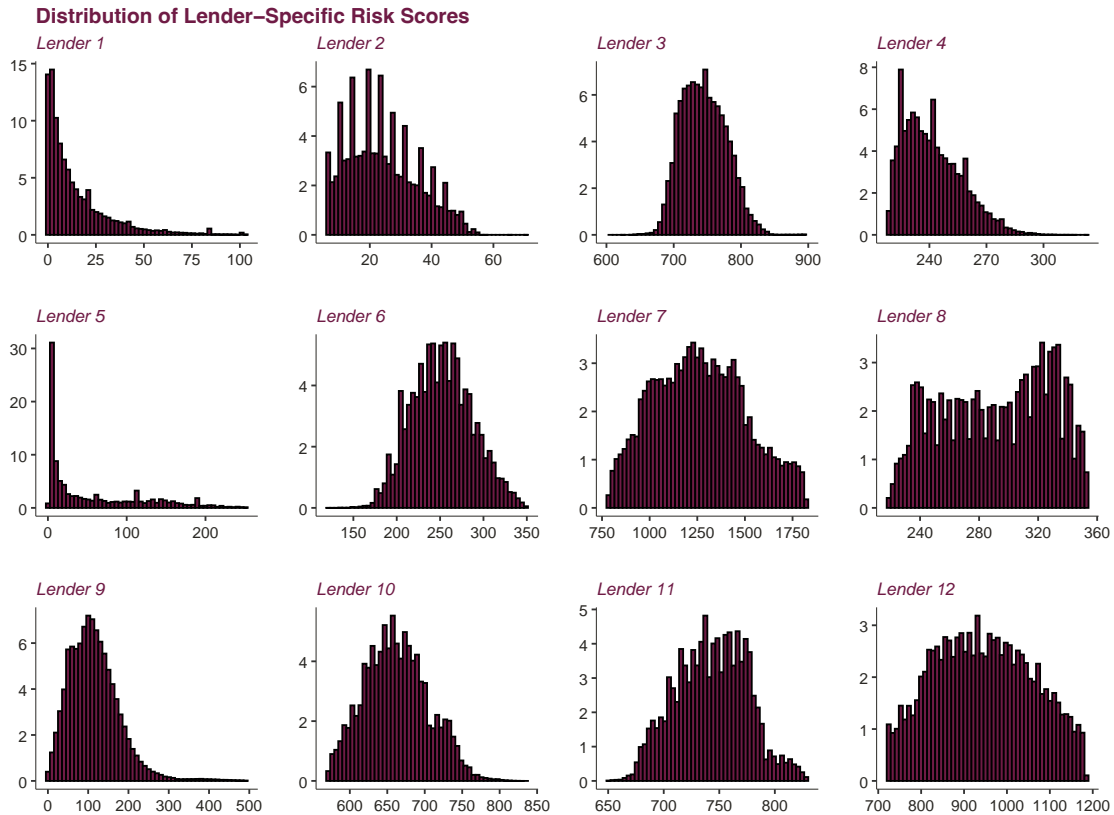 Distribution of Lender−Specific Risk Scores
Lender 1
Lender 2
Lender 3
Lender 4
15
10
5
0
0 25 50 75 100
6
4
2
0
20 40 60
6
4
2
0
600 700 800 900
8
6
4
2
0
240 270 300
Lender 5
Lender 6
Lender 7
Lender 8
30
20
10
0
0 100 200
4
2
0
150 200 250 300 350
3
2
1
0
750 1000 1250 1500 1750
3
2
1
0
240 280 320 360
Lender 9
Lender 10
Lender 11
Lender 12
6
4
2
0
0 100 200 300 400 500
4
2
0
600 650 700 750 800 850
5
4
3
2
1
0
650 700 750 800
3
2
1
0
700 800 900 1000 1100 1200